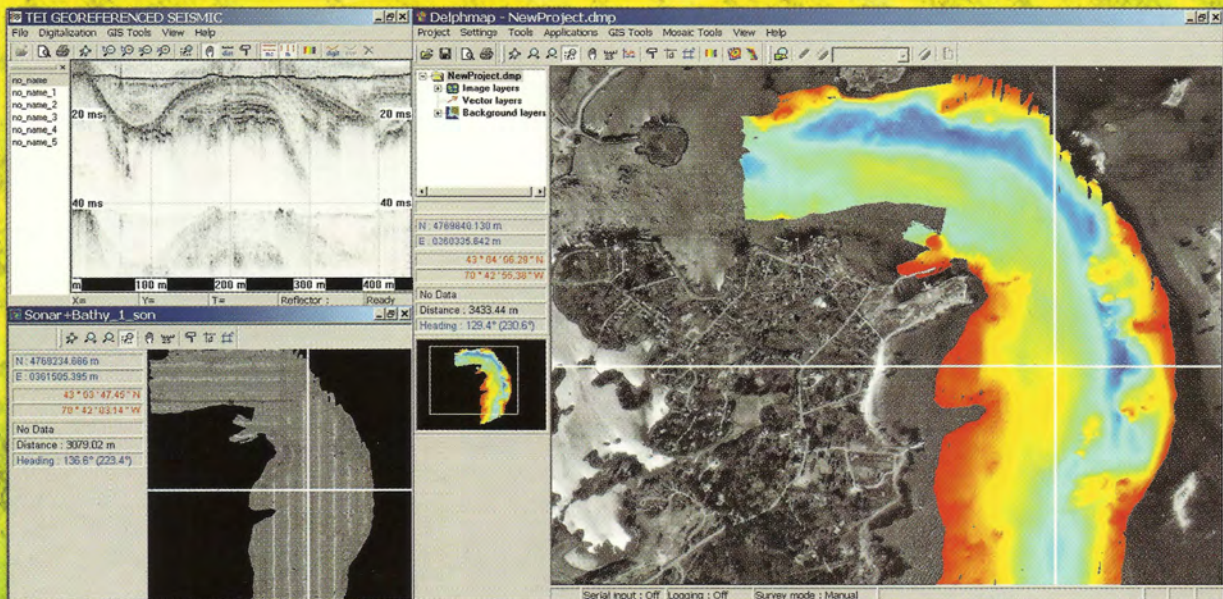 TEI GEOREFERENCED SEISMIC
File Digitalization GIS Tools View Help
no_name
no_name_1
no_name_2
no_name_3
no_name_4
no_name_5
20 ms 20 ms
40 ms 40 ms
m 100 m 200 m 300 m 400 m
X= Y= T= Reflector : Ready
Sonar+Bathy_1_son
N : 4769234.686 m
E : 0361505.395 m
43 ° 03 '47.45" N
70 ° 42 '03.14" W
No Data
Distance : 3079.02 m
Heading : 136.6° (223.4°)
Delphmap - NewProject.dmp
Project Settings Tools Applications GIS Tools Mosaic Tools View Help
NewProject.dmp
Image layers
Vector layers
Background layers
N : 4769840.130 m
E : 0360335.642 m
43 ° 04 '06.29" N
70 ° 42 '55.38" W
No Data
Distance : 3433.44 m
Heading : 129.4° (230.6°)
Serial input : Off Logging : Off Survey mode : Manual